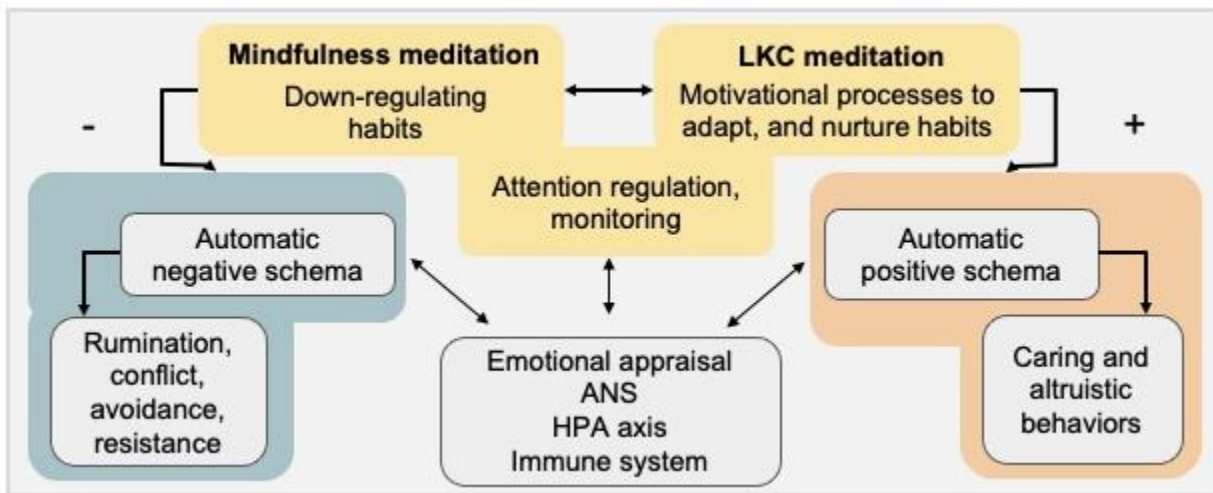 Mindfulness meditation
Down-regulating
habits
LKC meditation
Motivational processes to
adapt, and nurture habits
-
+
Attention regulation,
monitoring
Automatic
negative schema
Automatic
positive schema
Rumination,
conflict,
avoidance,
resistance
Emotional appraisal
ANS
HPA axis
Immune system
Caring and
altruistic
behaviors